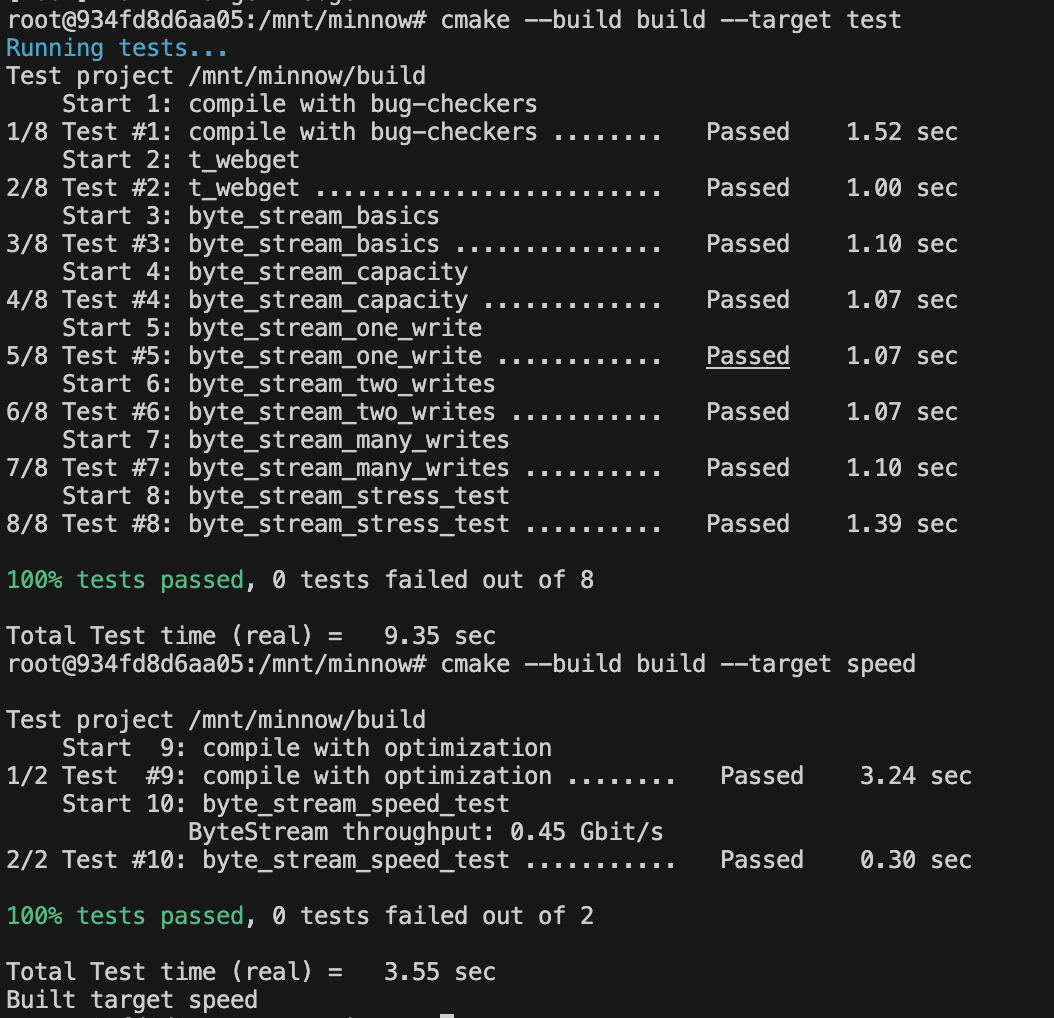 root@934fd8d6aa05:/mnt/minnow# cmake --build build --target test
Running tests...
Test project /mnt/minnow/build
    Start 1: compile with bug-checkers
1/8 Test #1: compile with bug-checkers ........   Passed    1.52 sec
    Start 2: t_webget
2/8 Test #2: t_webget .........................   Passed    1.00 sec
    Start 3: byte_stream_basics
3/8 Test #3: byte_stream_basics ...............   Passed    1.10 sec
    Start 4: byte_stream_capacity
4/8 Test #4: byte_stream_capacity .............   Passed    1.07 sec
    Start 5: byte_stream_one_write
5/8 Test #5: byte_stream_one_write ............   Passed    1.07 sec
    Start 6: byte_stream_two_writes
6/8 Test #6: byte_stream_two_writes ...........   Passed    1.07 sec
    Start 7: byte_stream_many_writes
7/8 Test #7: byte_stream_many_writes ..........   Passed    1.10 sec
    Start 8: byte_stream_stress_test
8/8 Test #8: byte_stream_stress_test ..........   Passed    1.39 sec

100% tests passed, 0 tests failed out of 8

Total Test time (real) =   9.35 sec
root@934fd8d6aa05:/mnt/minnow# cmake --build build --target speed

Test project /mnt/minnow/build
    Start  9: compile with optimization
1/2 Test  #9: compile with optimization ........   Passed    3.24 sec
    Start 10: byte_stream_speed_test
             ByteStream throughput: 0.45 Gbit/s
2/2 Test #10: byte_stream_speed_test ...........   Passed    0.30 sec

100% tests passed, 0 tests failed out of 2

Total Test time (real) =   3.55 sec
Built target speed